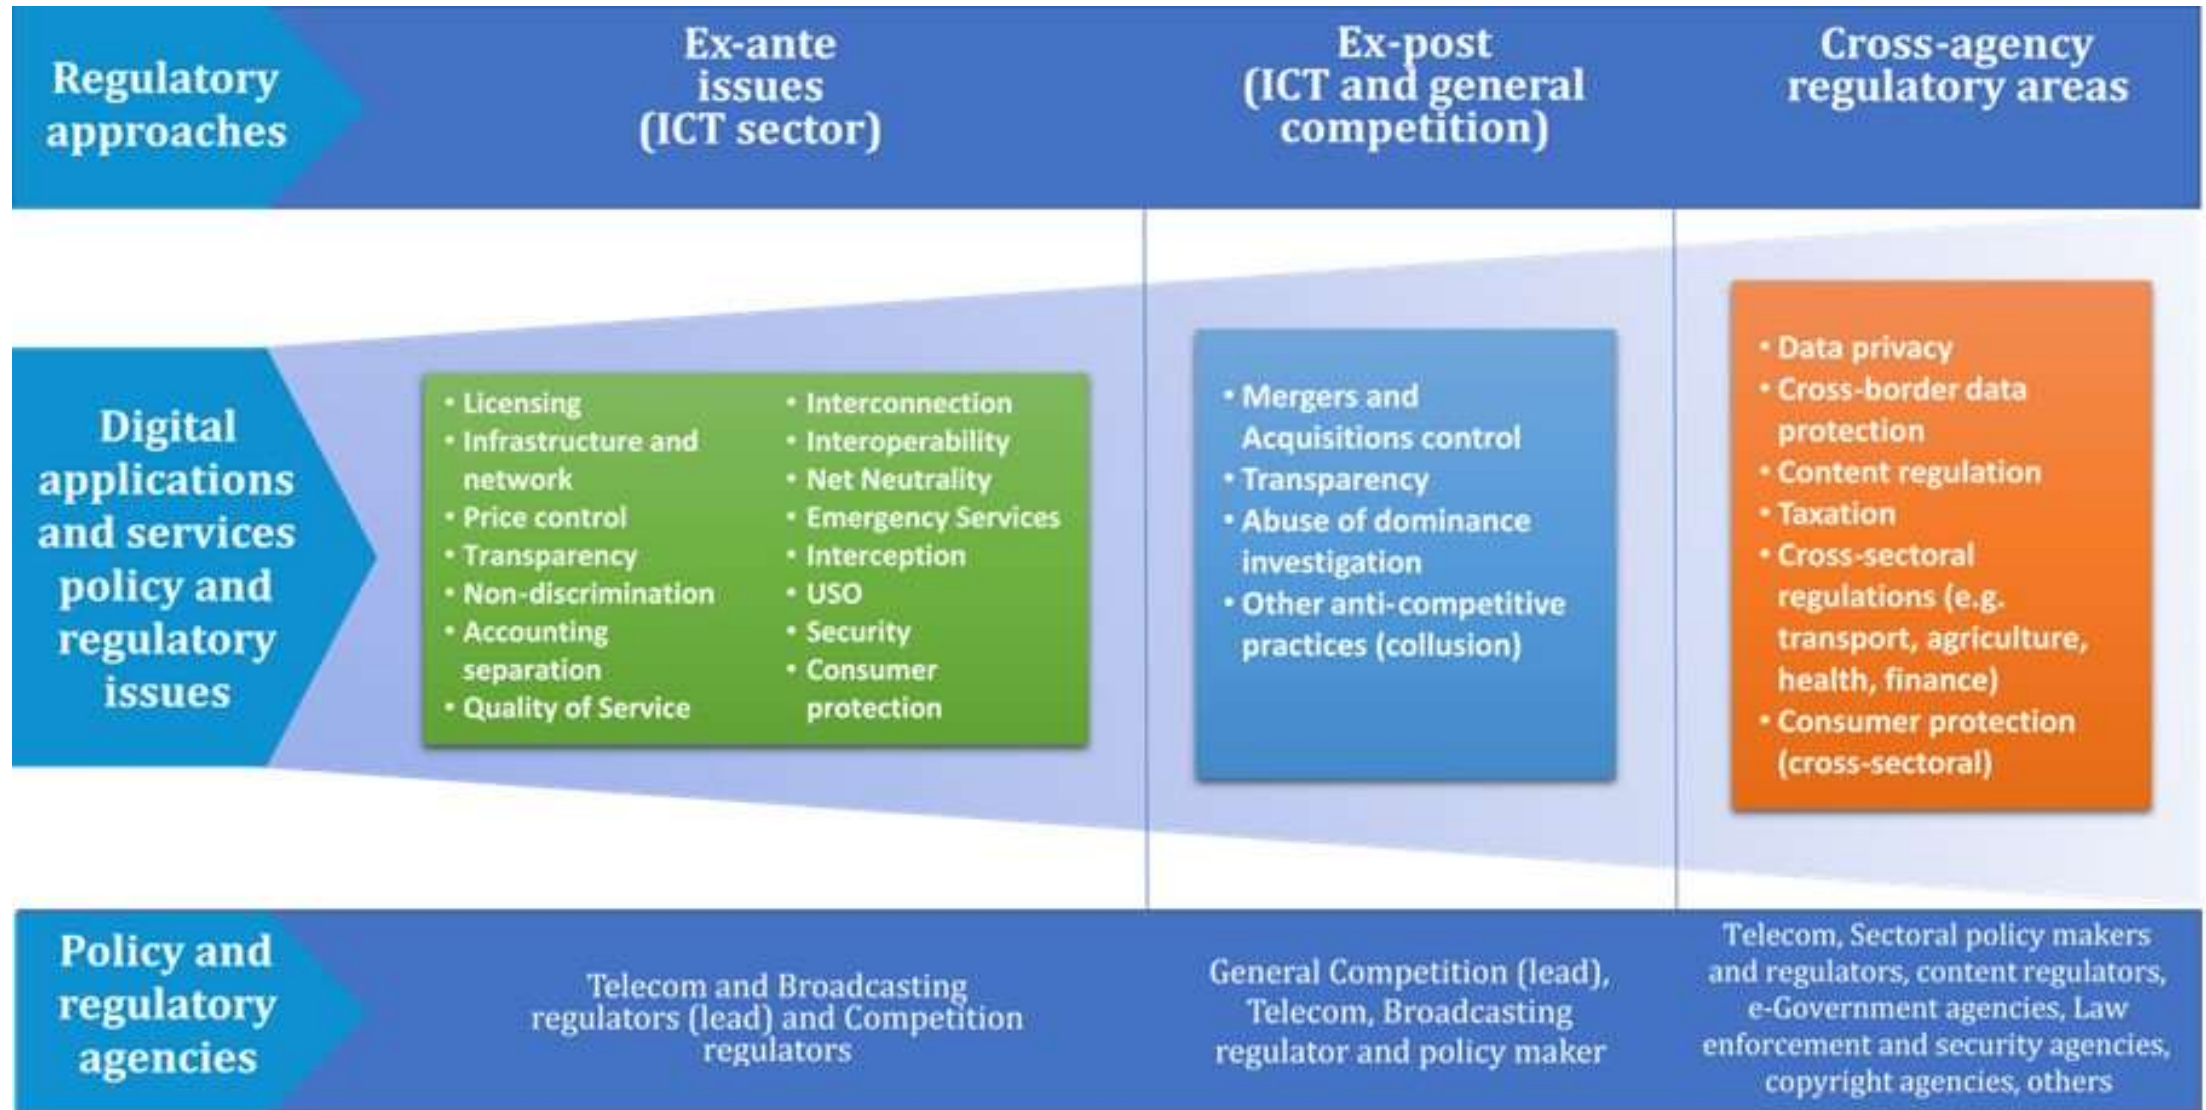 Regulatory
approaches
Ex-ante
issues
(ICT sector)
Ex-post
(ICT and general
competition)
Cross-agency
regulatory areas
Digital
applications
and services
policy and
regulatory
issues
• Licensing
• Infrastructure and
network
• Price control
• Transparency
• Non-discrimination
• Accounting
separation
• Quality of Service
• Interconnection
• Interoperability
• Net Neutrality
• Emergency Services
• Interception
• USO
• Security
• Consumer
protection
• Mergers and
Acquisitions control
• Transparency
• Abuse of dominance
investigation
• Other anti-competitive
practices (collusion)
• Data privacy
• Cross-border data
protection
• Content regulation
• Taxation
• Cross-sectoral
regulations (e.g.
transport, agriculture,
health, finance)
• Consumer protection
(cross-sectoral)
Policy and
regulatory
agencies
Telecom and Broadcasting
regulators (lead) and Competition
regulators
General Competition (lead),
Telecom, Broadcasting
regulator and policy maker
Telecom, Sectoral policy makers
and regulators, content regulators,
e-Government agencies, Law
enforcement and security agencies,
copyright agencies, others